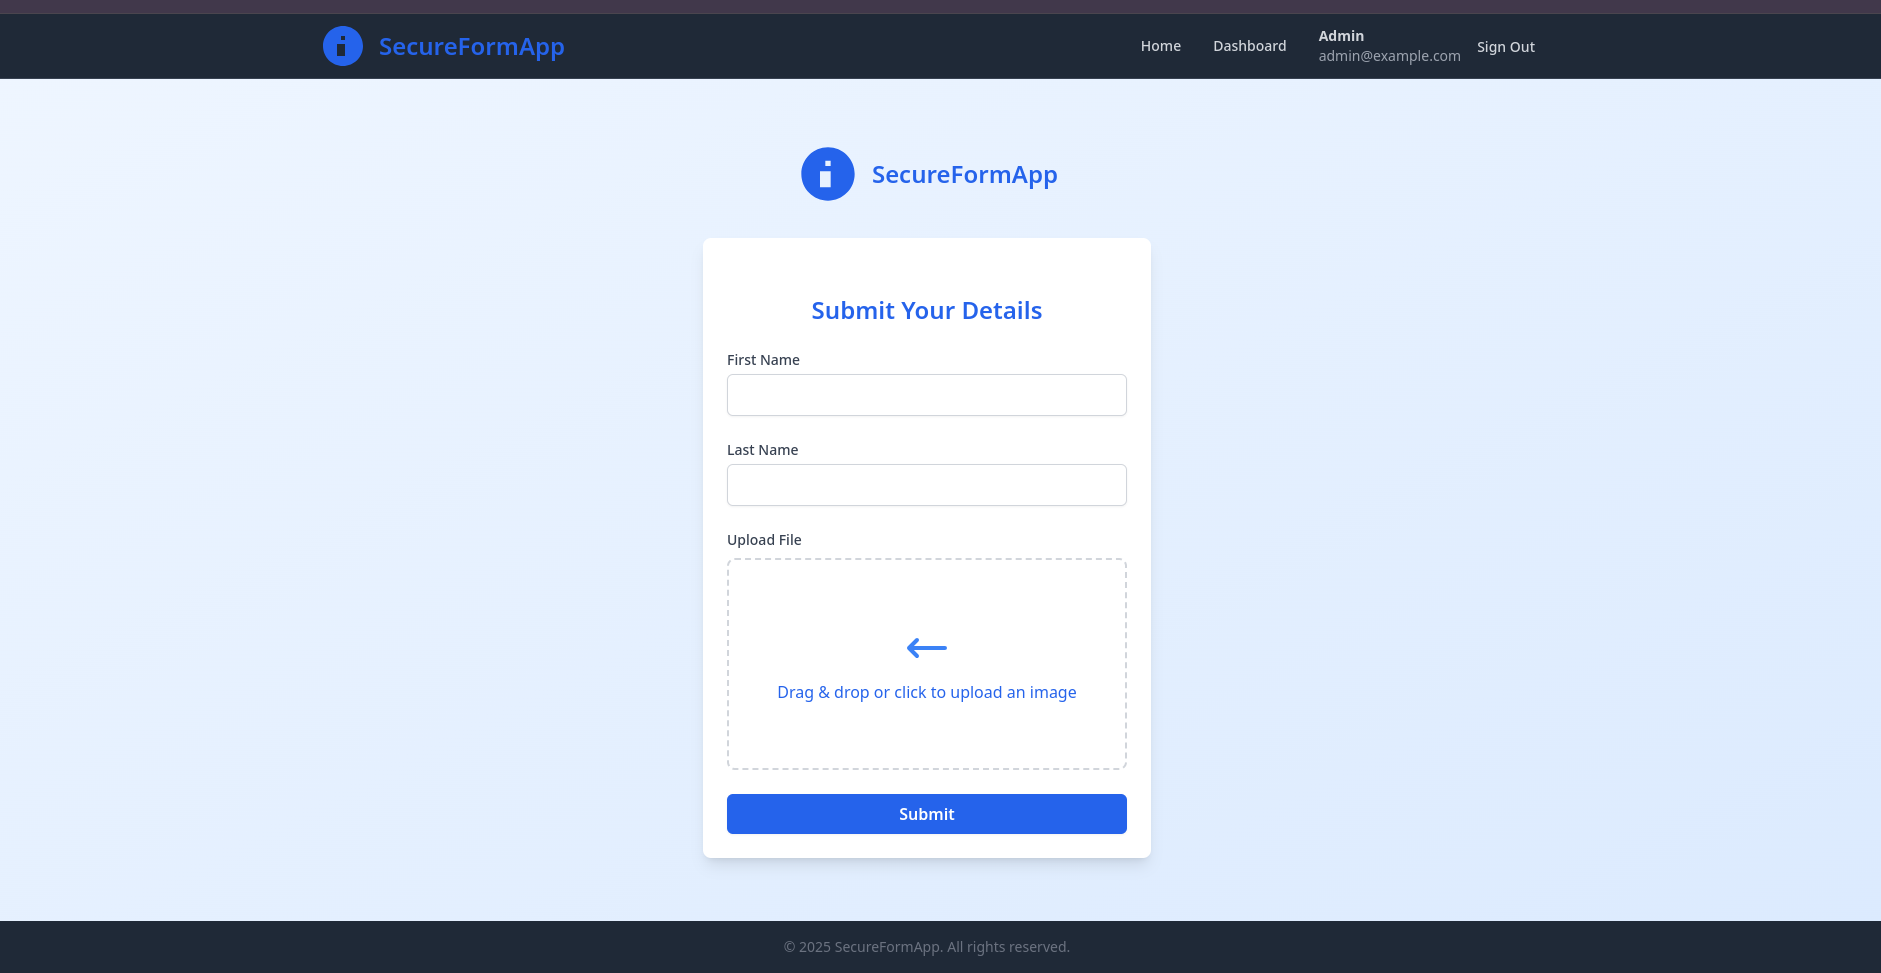 SecureFormApp
Home
Dashboard
Admin
admin@example.com
Sign Out
SecureFormApp
Submit Your Details
First Name
Last Name
Upload File
Drag & drop or click to upload an image
Submit
© 2025 SecureFormApp. All rights reserved.